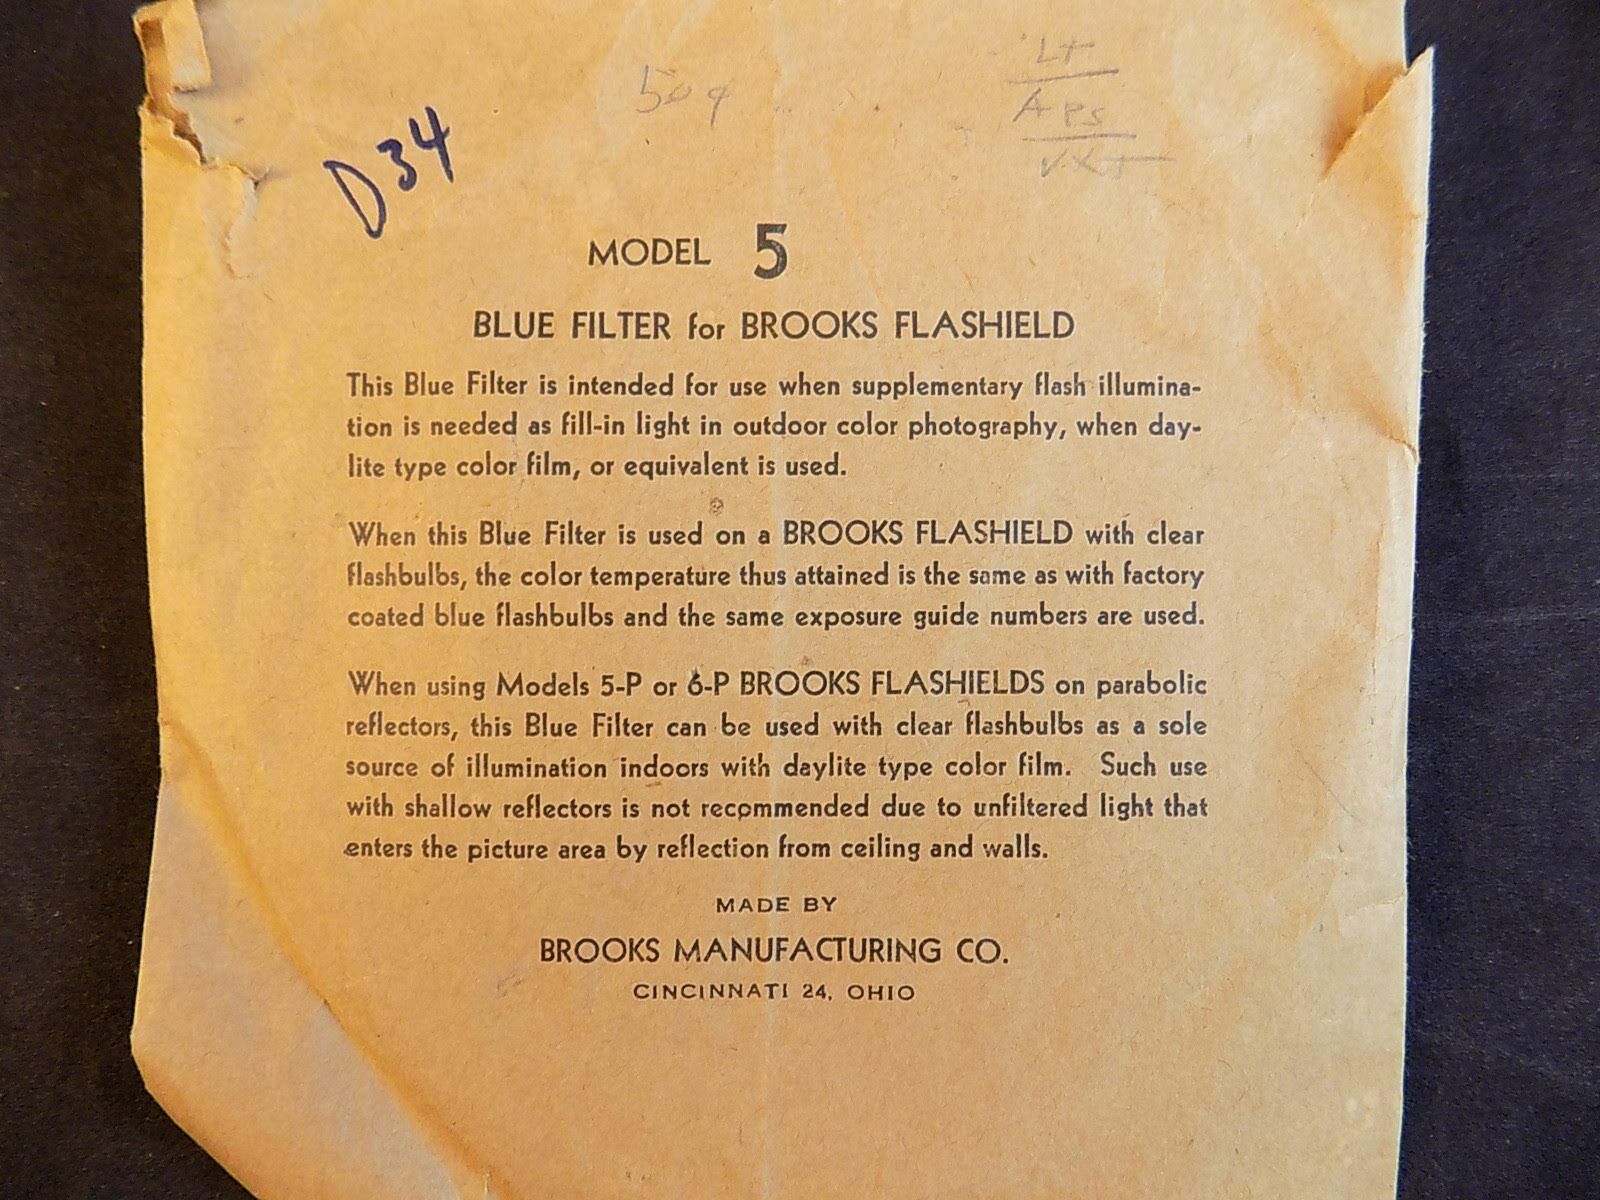 50¢
Lt
A ps
D34
MODEL 5
BLUE FILTER for BROOKS FLASHIELD
This Blue Filter is intended for use when supplementary flash illumina-
tion is needed as fill-in light in outdoor color photography, when day-
lite type color film, or equivalent is used.
When this Blue Filter is used on a BROOKS FLASHIELD with clear
flashbulbs, the color temperature thus attained is the same as with factory
coated blue flashbulbs and the same exposure guide numbers are used.
When using Models 5-P or 6-P BROOKS FLASHIELDS on parabolic
reflectors, this Blue Filter can be used with clear flashbulbs as a sole
source of illumination indoors with daylite type color film. Such use
with shallow reflectors is not recommended due to unfiltered light that
enters the picture area by reflection from ceiling and walls.
MADE BY
BROOKS MANUFACTURING CO.
CINCINNATI 24, OHIO